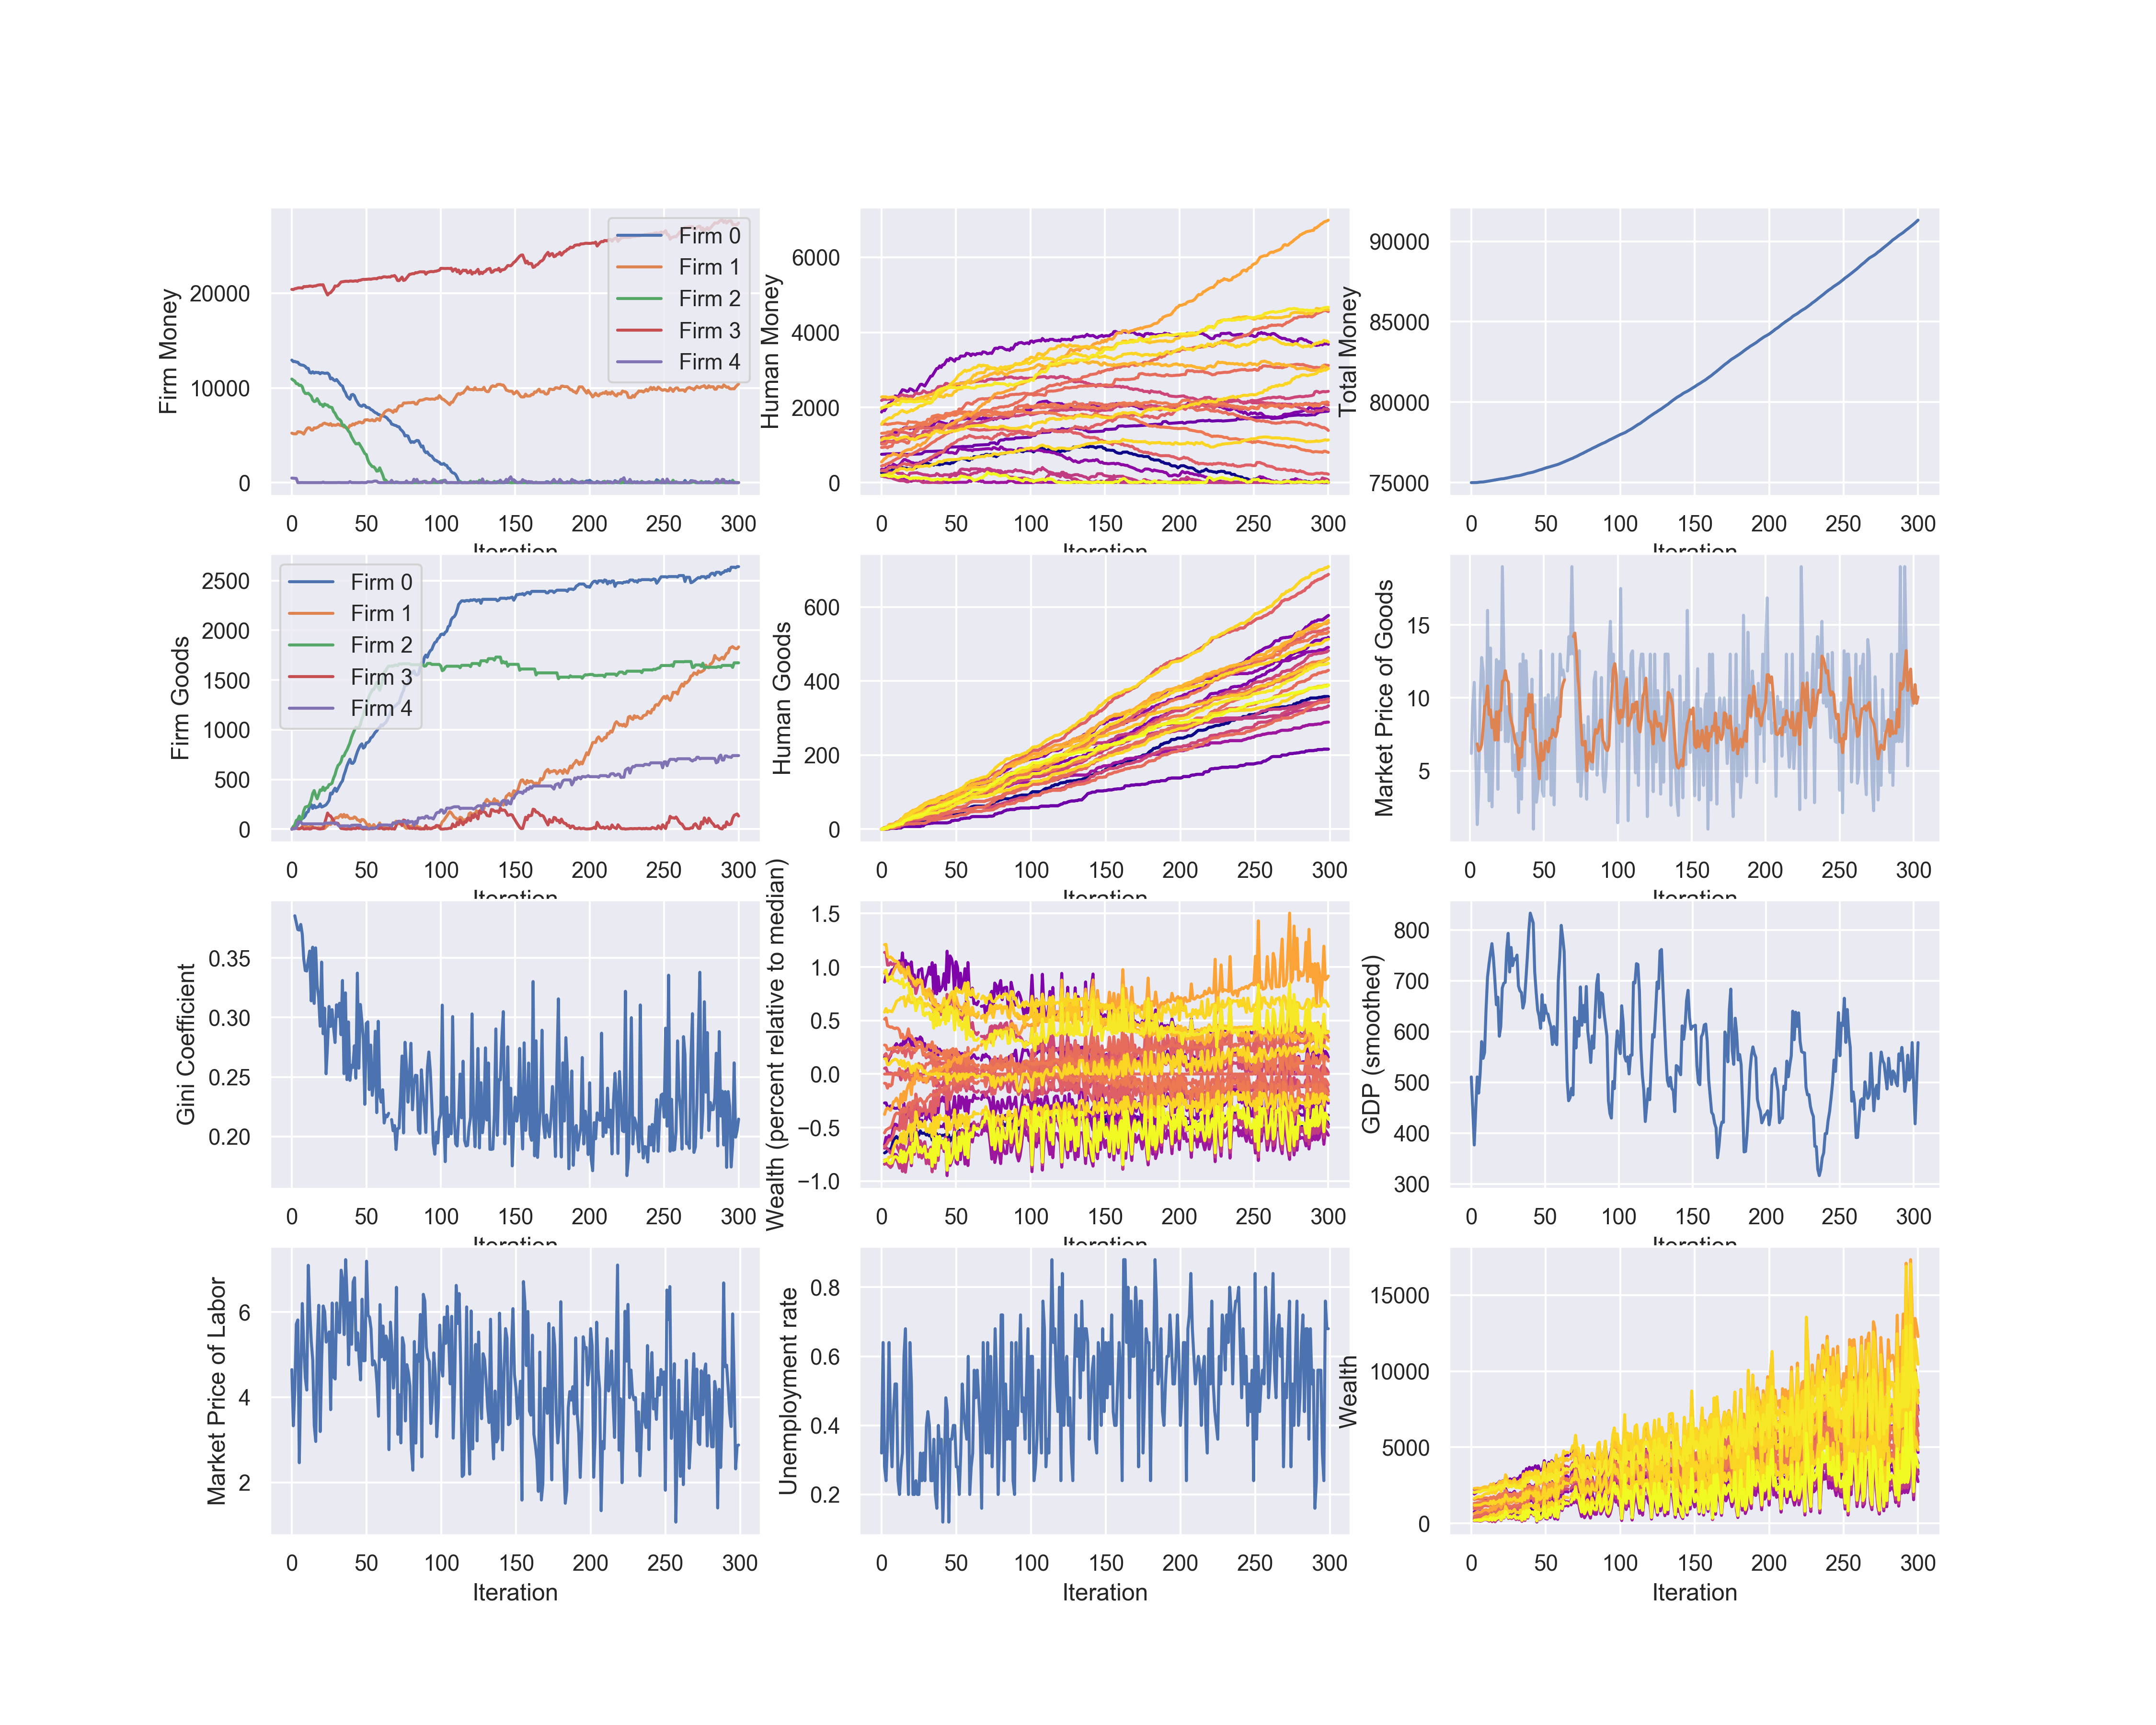 Firm Money
20000
10000
0
Firm 0
Firm 1
Firm 2
Firm 3
Firm 4
0 50 100 150 200 250 300
Iteration
Human Money
6000
4000
2000
0
0 50 100 150 200 250 300
Iteration
Total Money
90000
85000
80000
75000
0 50 100 150 200 250 300
Iteration
Firm Goods
2500
2000
1500
1000
500
0
Firm 0
Firm 1
Firm 2
Firm 3
Firm 4
0 50 100 150 200 250 300
Iteration
Human Goods
600
400
200
0
0 50 100 150 200 250 300
Iteration
Market Price of Goods
15
10
5
0 50 100 150 200 250 300
Iteration
Gini Coefficient
0.35
0.30
0.25
0.20
0 50 100 150 200 250 300
Iteration
Wealth (percent relative to median)
1.5
1.0
0.5
0.0
−0.5
−1.0
0 50 100 150 200 250 300
Iteration
GDP (smoothed)
800
700
600
500
400
300
0 50 100 150 200 250 300
Iteration
Market Price of Labor
6
4
2
0 50 100 150 200 250 300
Iteration
Unemployment rate
0.8
0.6
0.4
0.2
0 50 100 150 200 250 300
Iteration
Wealth
15000
10000
5000
0
0 50 100 150 200 250 300
Iteration